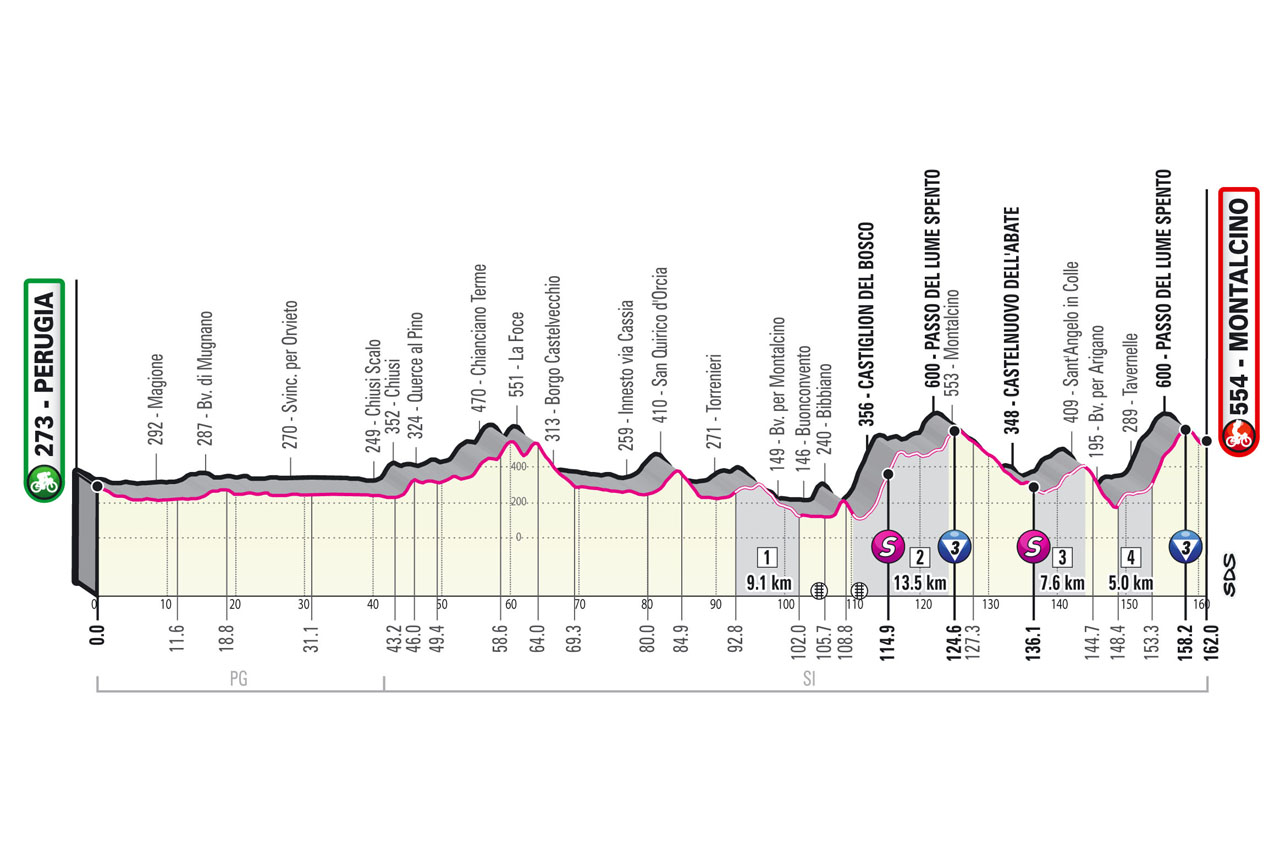 273 - PERUGIA
292 - Magione
287 - Bv. di Mugnano
270 - Svinc. per Orvieto
249 - Chiusi Scalo
352 - Chiusi
324 - Querce al Pino
470 - Chianciano Terme
551 - La Foce
313 - Borgo Castelvecchio
259 - Innesto via Cassia
410 - San Quirico d'Orcia
271 - Torrenieri
149 - Bv. per Montalcino
146 - Buonconvento
240 - Bibbiano
356 - CASTIGLION DEL BOSCO
600 - PASSO DEL LUME SPENTO
553 - Montalcino
348 - CASTELNUOVO DELL'ABATE
409 - Sant'Angelo in Colle
195 - Bv. per Arigano
289 - Tavernelle
600 - PASSO DEL LUME SPENTO
554 - MONTALCINO
400
200
0
S
3
S
3
1
9.1 km
2
13.5 km
3
7.6 km
4
5.0 km
SDS
0
10
20
30
40
50
60
70
80
90
100
110
120
130
140
150
160
0.0
11.6
18.8
31.1
43.2
46.0
49.4
58.6
64.0
69.3
80.0
84.9
92.8
102.0
105.7
108.8
114.9
124.6
127.3
136.1
144.7
148.4
153.3
158.2
162.0
PG
SI